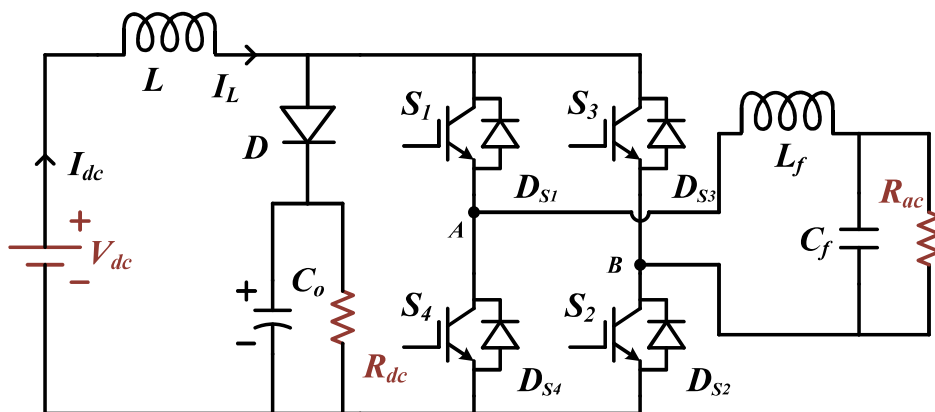 L
I_L
S_1
S_3
D
L_f
I_dc
D_S1
D_S3
R_ac
+
V_dc
−
A
B
C_f
C_o
+
−
S_4
S_2
R_dc
D_S4
D_S2